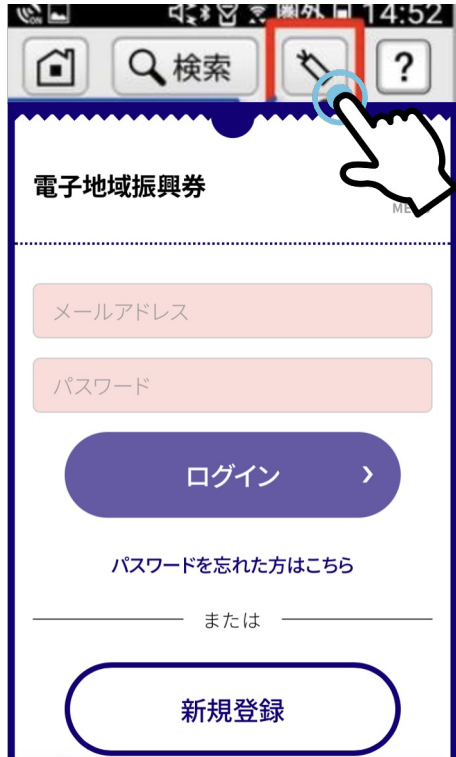 圏外 14:52
検索 ?
電子地域振興券
メールアドレス
パスワード
ログイン
パスワードを忘れた方はこちら
または
新規登録